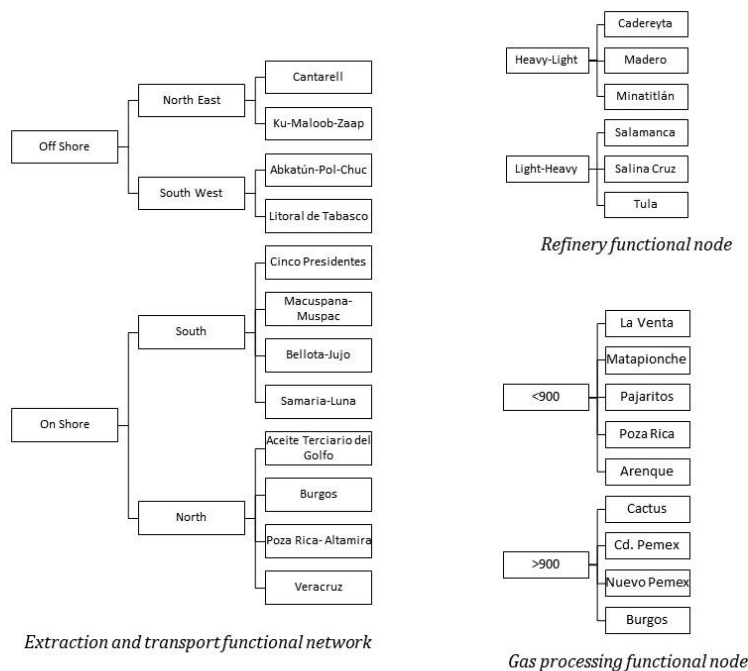 Off Shore
North East
Cantarell
Ku-Maloob-Zaap
South West
Abkatún-Pol-Chuc
Litoral de Tabasco
On Shore
South
Cinco Presidentes
Macuspana-
Muspac
Bellota-Jujo
Samaria-Luna
North
Aceite Terciario del
Golfo
Burgos
Poza Rica- Altamira
Veracruz
Extraction and transport functional network
Heavy-Light
Cadereyta
Madero
Minatitlán
Light-Heavy
Salamanca
Salina Cruz
Tula
Refinery functional node
<900
La Venta
Matapionche
Pajaritos
Poza Rica
Arenque
>900
Cactus
Cd. Pemex
Nuevo Pemex
Burgos
Gas processing functional node